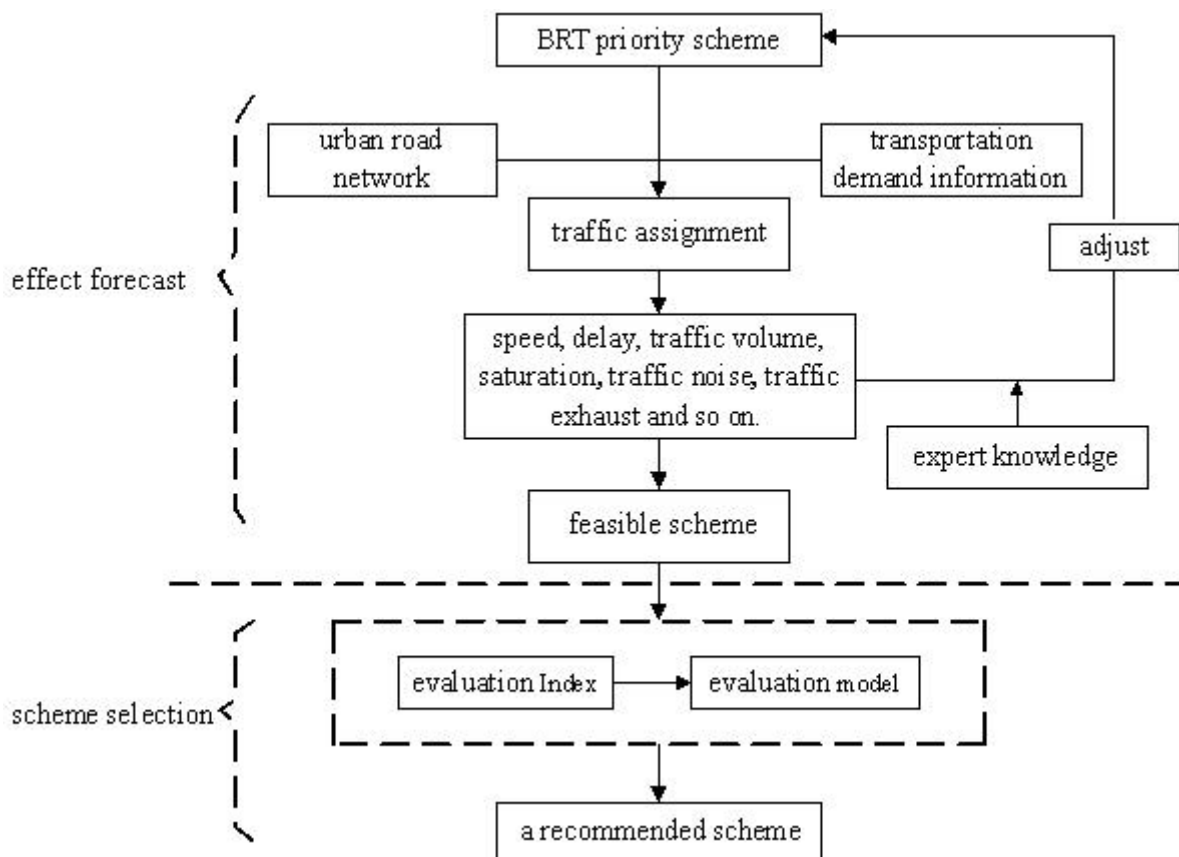 BRT priority scheme
urban road
network
transportation
demand information
traffic assignment
adjust
effect forecast
speed, delay, traffic volume,
saturation, traffic noise, traffic
exhaust and so on.
expert knowledge
feasible scheme
evaluation Index
evaluation model
scheme selection
a recommended scheme